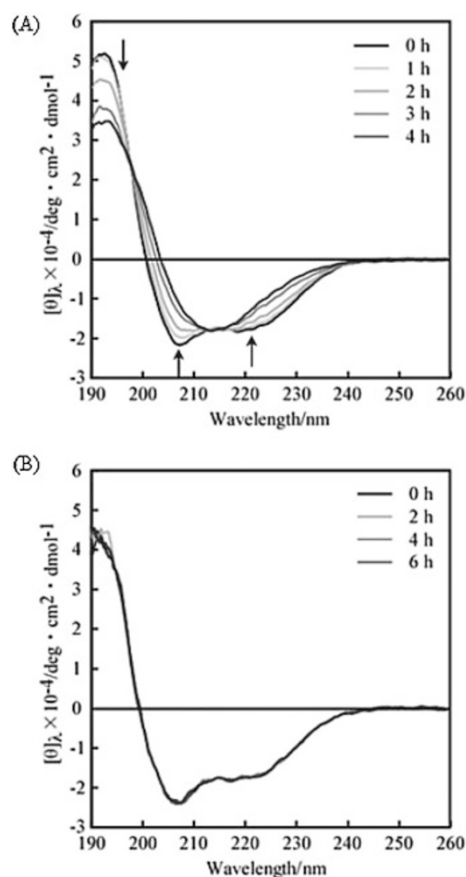 (A)
6
5
4
3
2
1
0
-1
-2
-3
[θ]λ × 10-4/deg・cm2・dmol-1
0 h
1 h
2 h
3 h
4 h
190 200 210 220 230 240 250 260
Wavelength/nm
(B)
6
5
4
3
2
1
0
-1
-2
-3
[θ]λ × 10-4/deg・cm2・dmol-1
0 h
2 h
4 h
6 h
190 200 210 220 230 240 250 260
Wavelength/nm